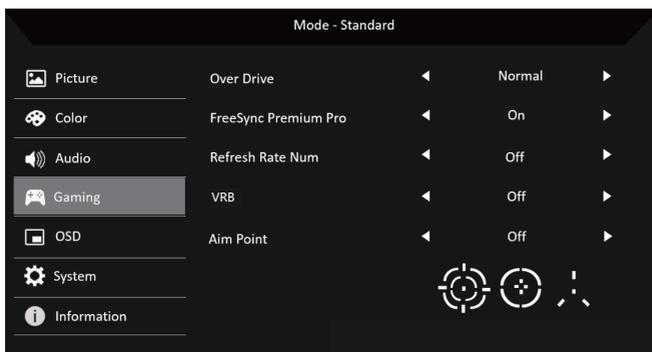 Mode - Standard
Picture
Over Drive Normal
Color
FreeSync Premium Pro On
Audio
Refresh Rate Num Off
Gaming
VRB Off
OSD
Aim Point Off
System
Information